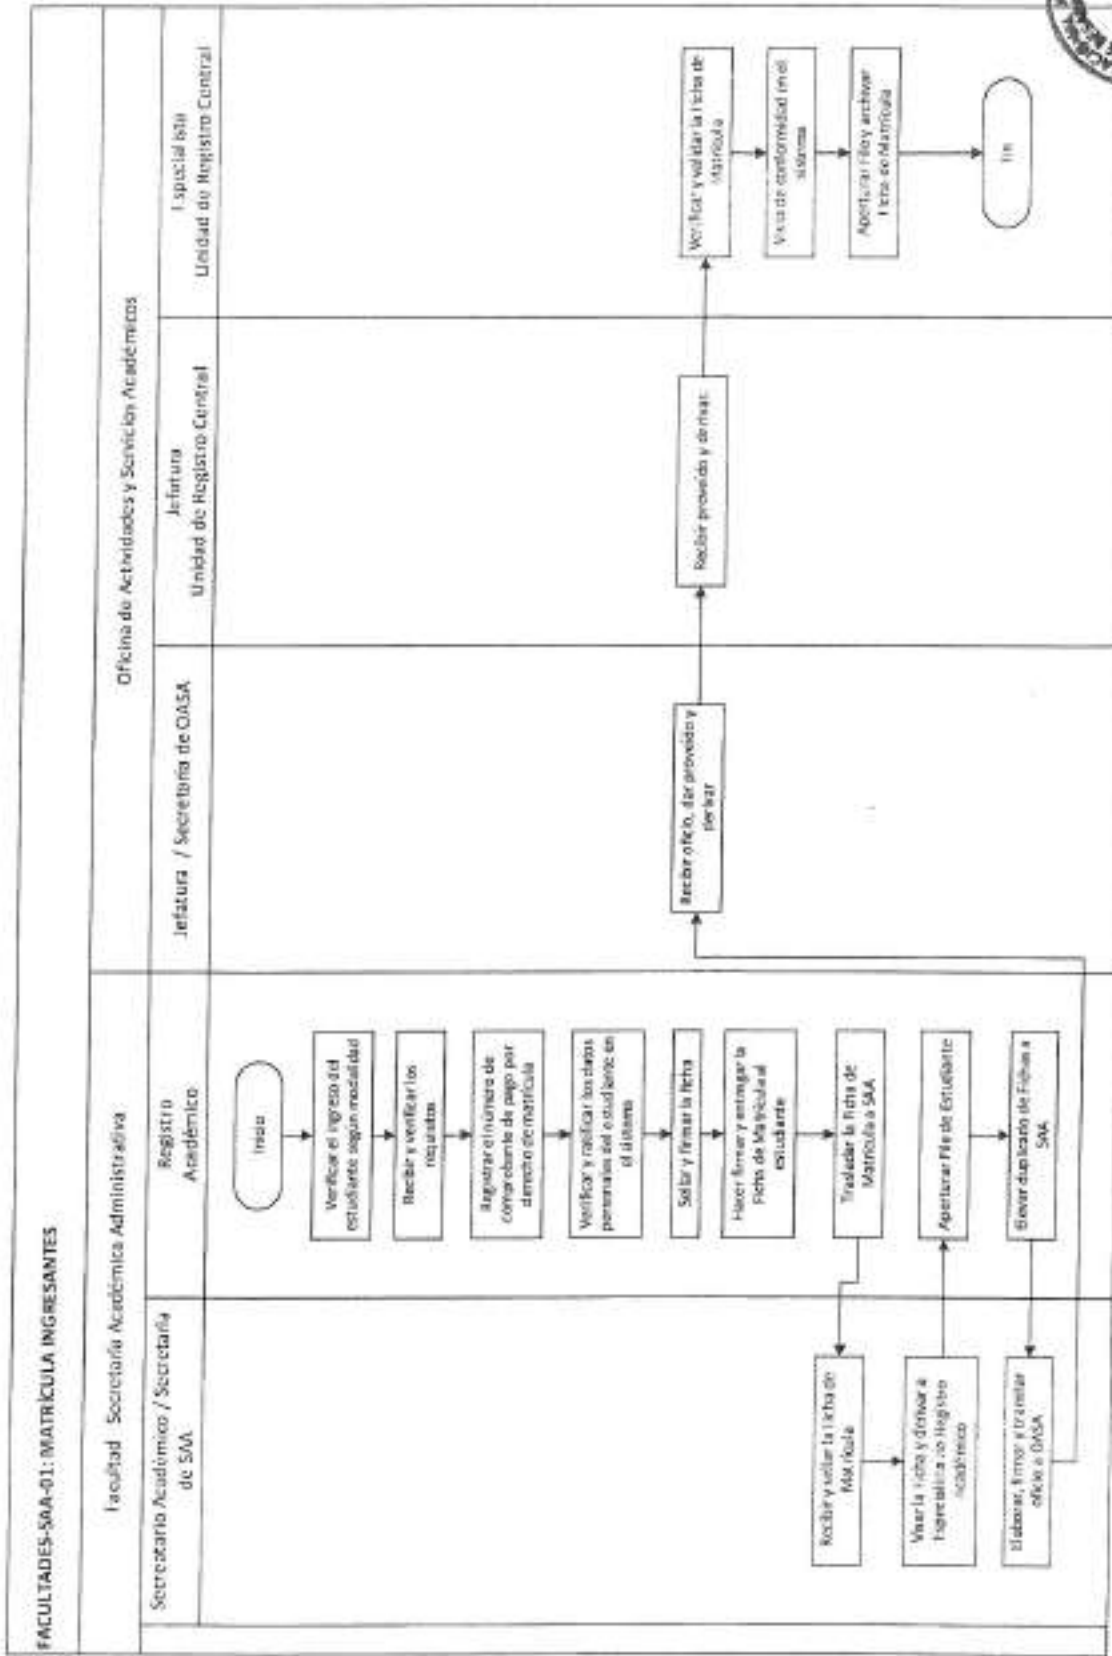 FACULTADES-SAA-01: MATRÍCULA INGRESANTES
Facultad Secretaría Académica Administrativa
Oficina de Actividades y Servicios Académicos
Secretario Académico / Secretaria
de SAA
Registro
Académico
Jefatura / Secretaría de OASA
Jefatura
Unidad de Registro Central
Especialista
Unidad de Registro Central
Inicio
Verificar el ingreso del
estudiante según modalidad
Recibir y verificar los
requisitos
Registrar el número de
comprobante de pago por
derecho de matrícula
Verificar y ratificar los datos
personales del estudiante en
el sistema
Sellar y firmar la ficha
Hacer firmar y entregar la
Ficha de Matrícula al
estudiante
Trasladar la Ficha de
Matrícula a SAA
Recibir y sellar la Ficha de
Matrícula
Visar la Ficha y derivar a
Especialista en Registro
Académico
Aperturar File de Estudiante
Elevar duplicado de Fichas a
SAA
Elaborar, firmar y tramitar
oficio a OASA
Recibir oficio, dar proveído y
derivar
Recibir proveído y derivar
Verificar y validar la Ficha de
Matrícula
de conformidad en el
sistema
Aperturar File y archivar
Ficha de Matrícula
Fin